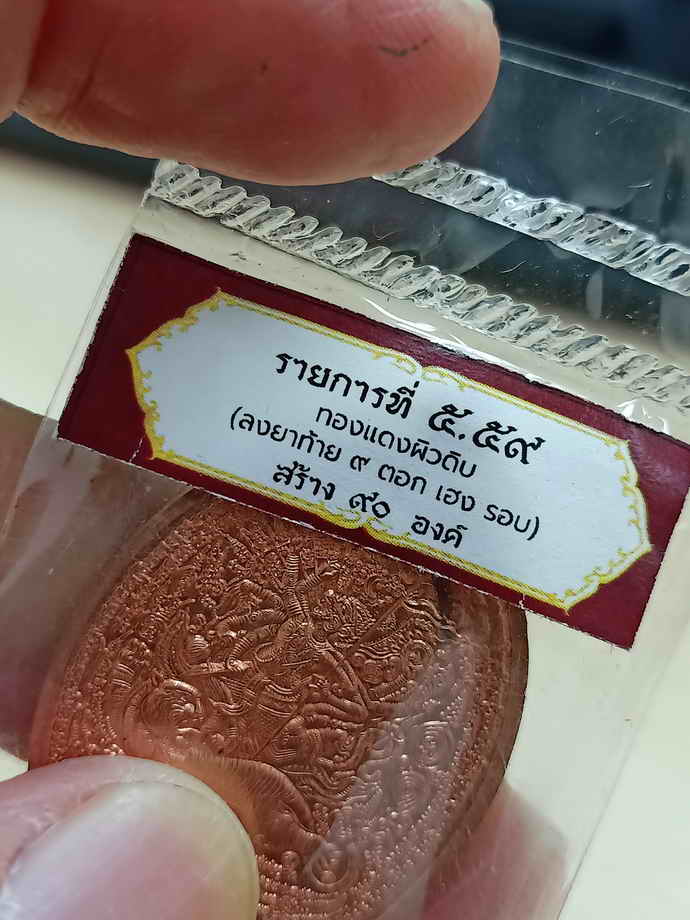 รายการที่ ๕.๕๙
ทองแดงผิวดิบ
(ลงยาท้าย ๙ ตอก เฮง รอบ)
สร้าง ๙๐ องค์